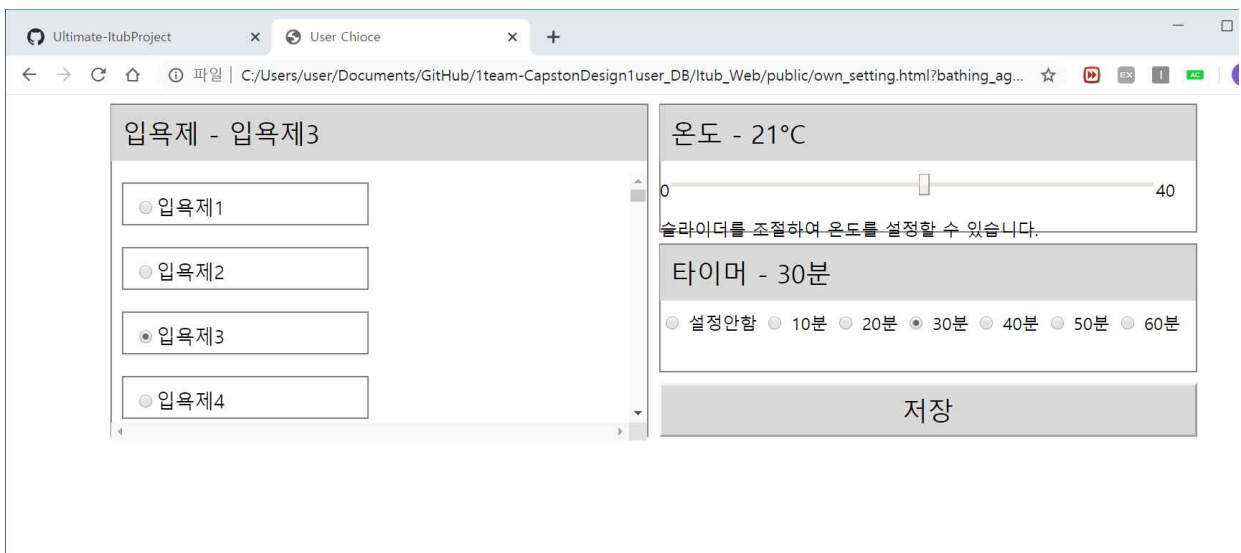 Ultimate-ItubProject
User Chioce
파일 | C:/Users/user/Documents/GitHub/1team-CapstonDesign1user_DB/Itub_Web/public/own_setting.html?bathing_ag...
EX
I
AC
입욕제 - 입욕제3
입욕제1
입욕제2
입욕제3
입욕제4
온도 - 21°C
0
40
슬라이더를 조절하여 온도를 설정할 수 있습니다.
타이머 - 30분
설정안함 10분 20분 30분 40분 50분 60분
저장